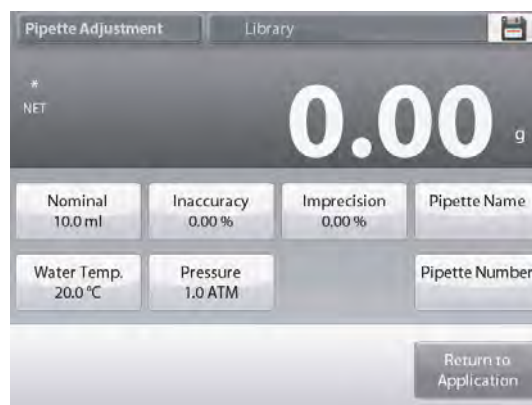 Pipette Adjustment Library
*
NET
0.00 g
Nominal
10.0 ml
Inaccuracy
0.00 %
Imprecision
0.00 %
Pipette Name
Water Temp.
20.0 °C
Pressure
1.0 ATM
Pipette Number
Return to
Application